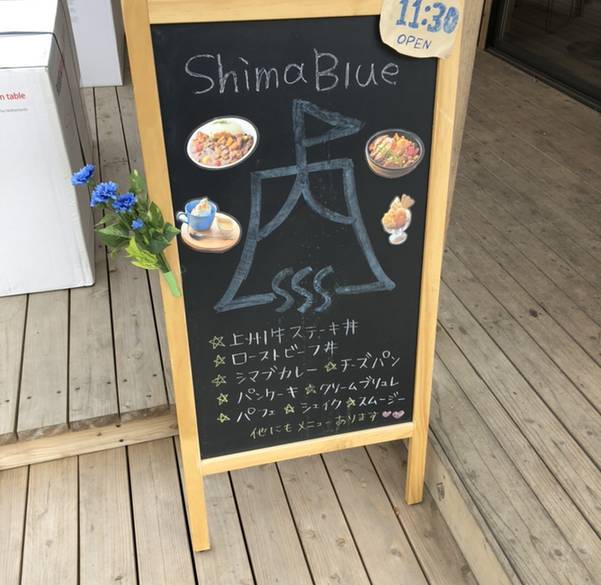 11:30
OPEN
ShimaBlue
☆上州牛ステーキ丼
☆ローストビーフ丼
☆シマブカレー ☆チーズパン
☆パンケーキ ☆クリームブリュレ
☆パフェ ☆シェイク ☆スムージー
他にもメニューあります
n table